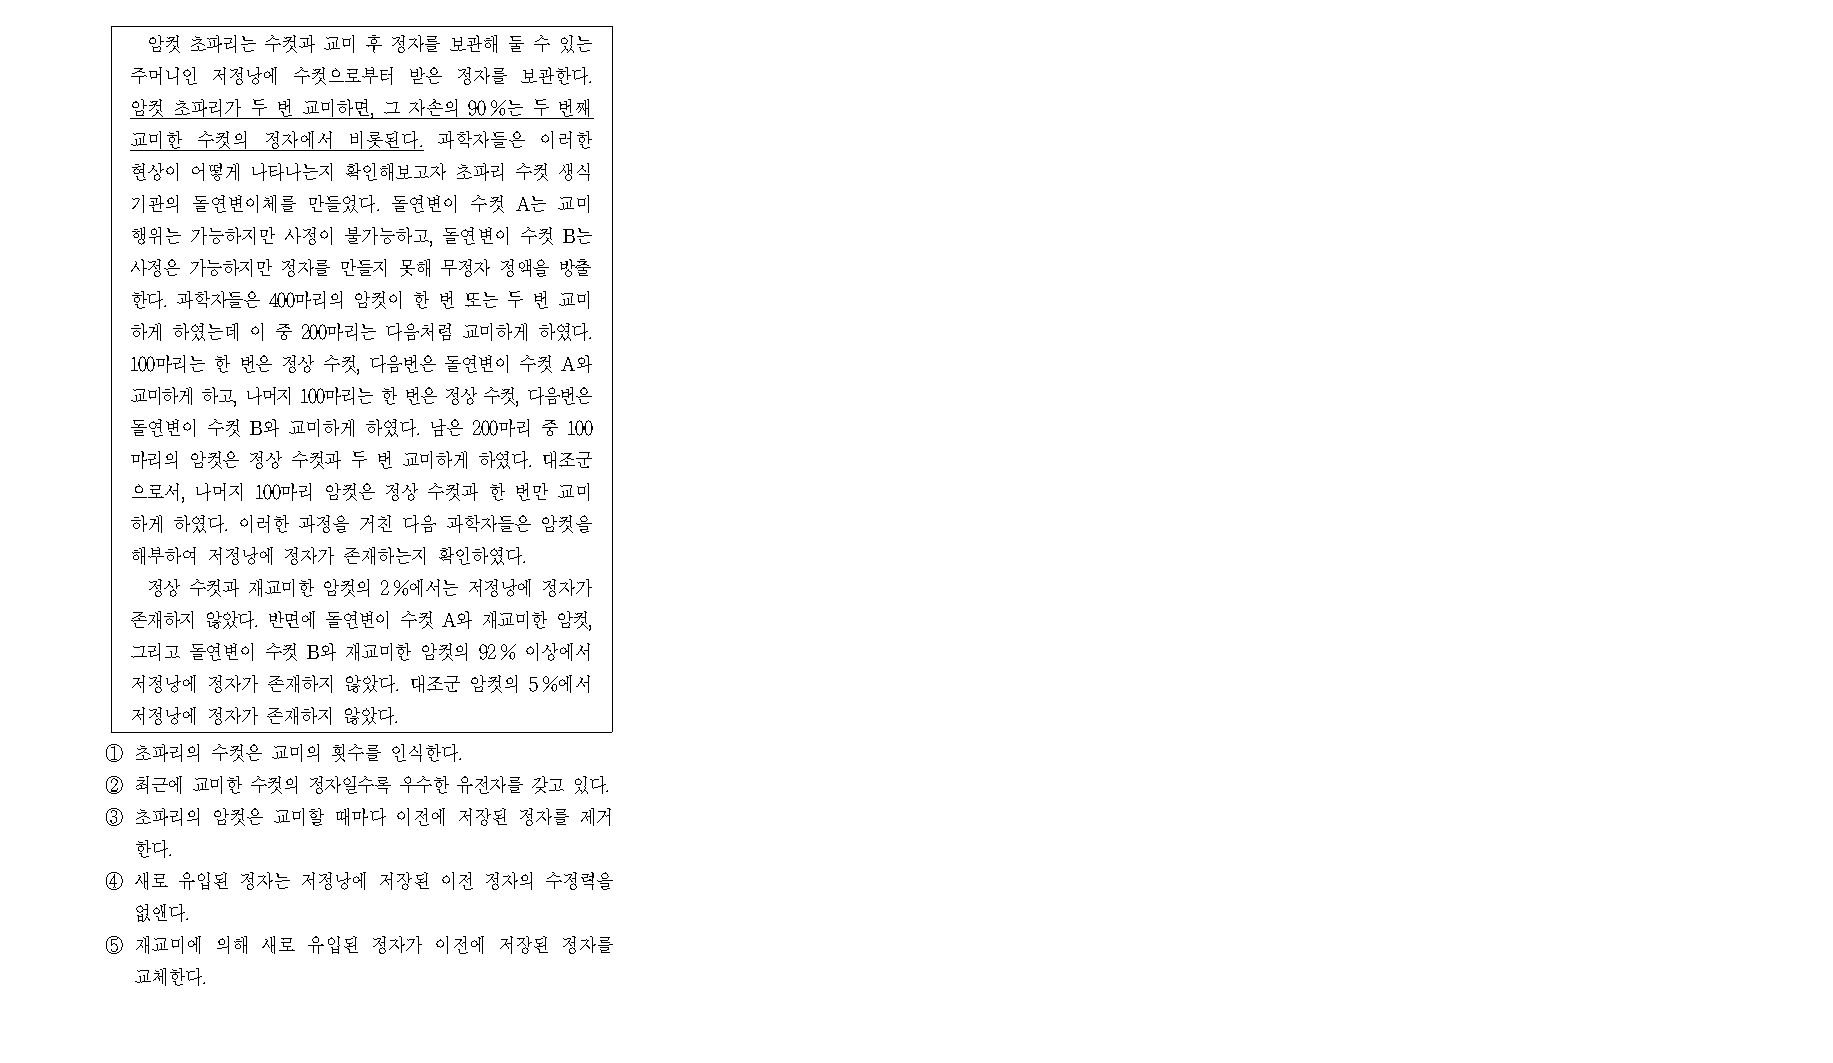 암컷 초파리는 수컷과 교미 후 정자를 보관해 둘 수 있는
주머니인 저정낭에 수컷으로부터 받은 정자를 보관한다.
암컷 초파리가 두 번 교미하면, 그 자손의 90%는 두 번째
교미한 수컷의 정자에서 비롯된다. 과학자들은 이러한
현상이 어떻게 나타나는지 확인해보고자 초파리 수컷 생식
기관의 돌연변이체를 만들었다. 돌연변이 수컷 A는 교미
행위는 가능하지만 사정이 불가능하고, 돌연변이 수컷 B는
사정은 가능하지만 정자를 만들지 못해 무정자 정액을 방출
한다. 과학자들은 400마리의 암컷이 한 번 또는 두 번 교미
하게 하였는데 이 중 200마리는 다음처럼 교미하게 하였다.
100마리는 한 번은 정상 수컷, 다음번은 돌연변이 수컷 A와
교미하게 하고, 나머지 100마리는 한 번은 정상 수컷, 다음번은
돌연변이 수컷 B와 교미하게 하였다. 남은 200마리 중 100
마리의 암컷은 정상 수컷과 두 번 교미하게 하였다. 대조군
으로서, 나머지 100마리 암컷은 정상 수컷과 한 번만 교미
하게 하였다. 이러한 과정을 거친 다음 과학자들은 암컷을
해부하여 저정낭에 정자가 존재하는지 확인하였다.
정상 수컷과 재교미한 암컷의 2%에서는 저정낭에 정자가
존재하지 않았다. 반면에 돌연변이 수컷 A와 재교미한 암컷,
그리고 돌연변이 수컷 B와 재교미한 암컷의 92% 이상에서
저정낭에 정자가 존재하지 않았다. 대조군 암컷의 5%에서
저정낭에 정자가 존재하지 않았다.
① 초파리의 수컷은 교미의 횟수를 인식한다.
② 최근에 교미한 수컷의 정자일수록 우수한 유전자를 갖고 있다.
③ 초파리의 암컷은 교미할 때마다 이전에 저장된 정자를 제거
한다.
④ 새로 유입된 정자는 저정낭에 저장된 이전 정자의 수정력을
없앤다.
⑤ 재교미에 의해 새로 유입된 정자가 이전에 저장된 정자를
교체한다.